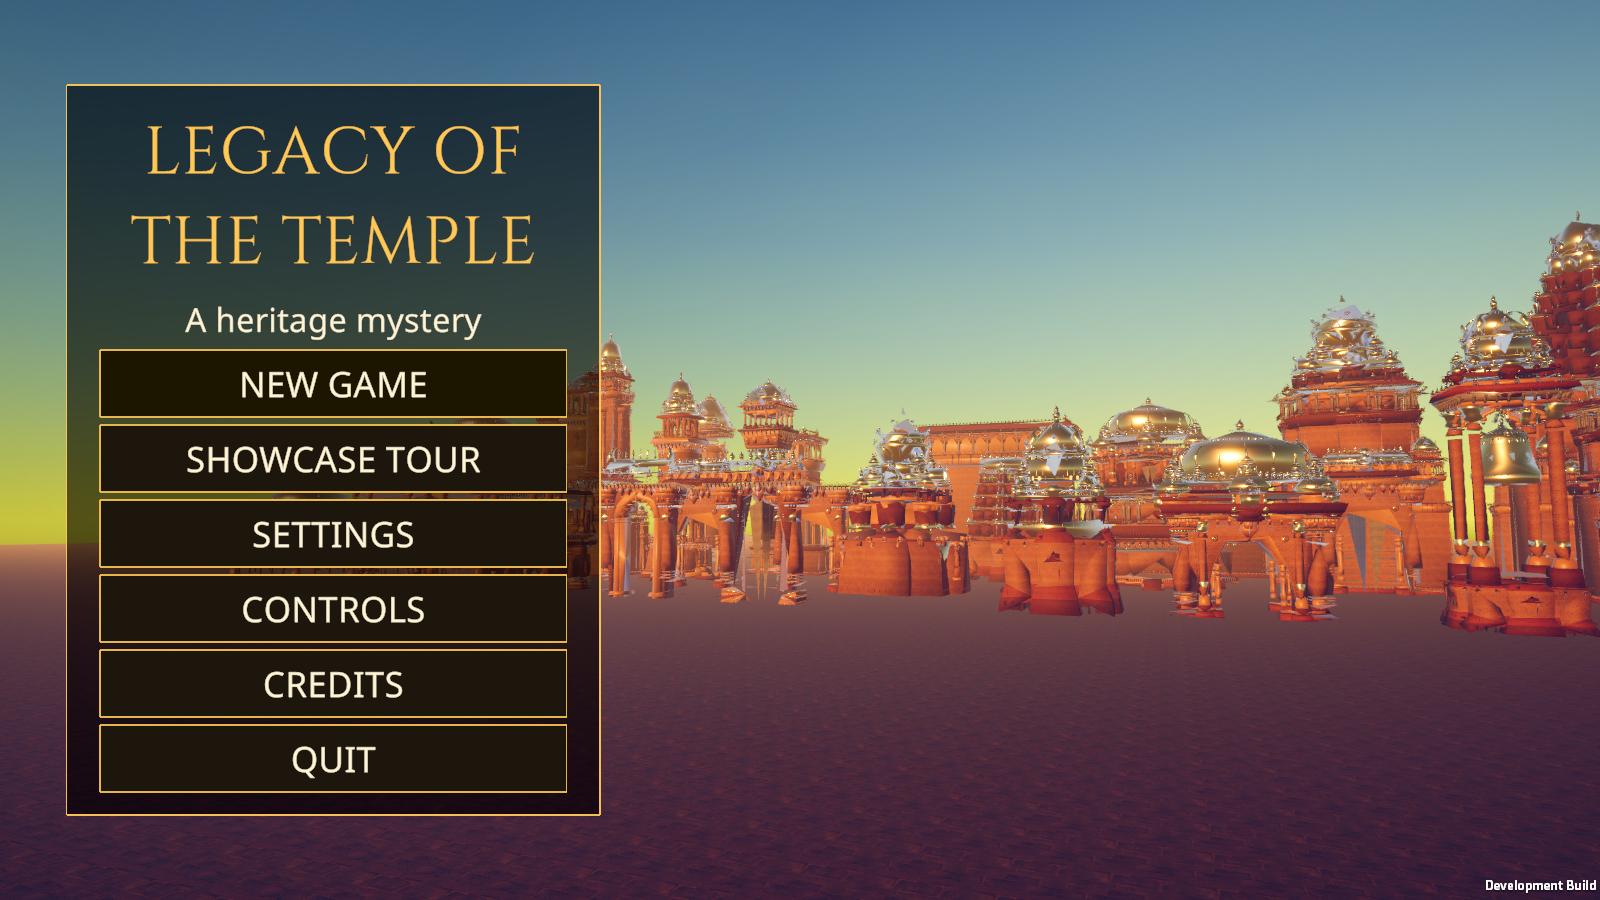 LEGACY OF
THE TEMPLE
A heritage mystery
NEW GAME
SHOWCASE TOUR
SETTINGS
CONTROLS
CREDITS
QUIT
Development Build